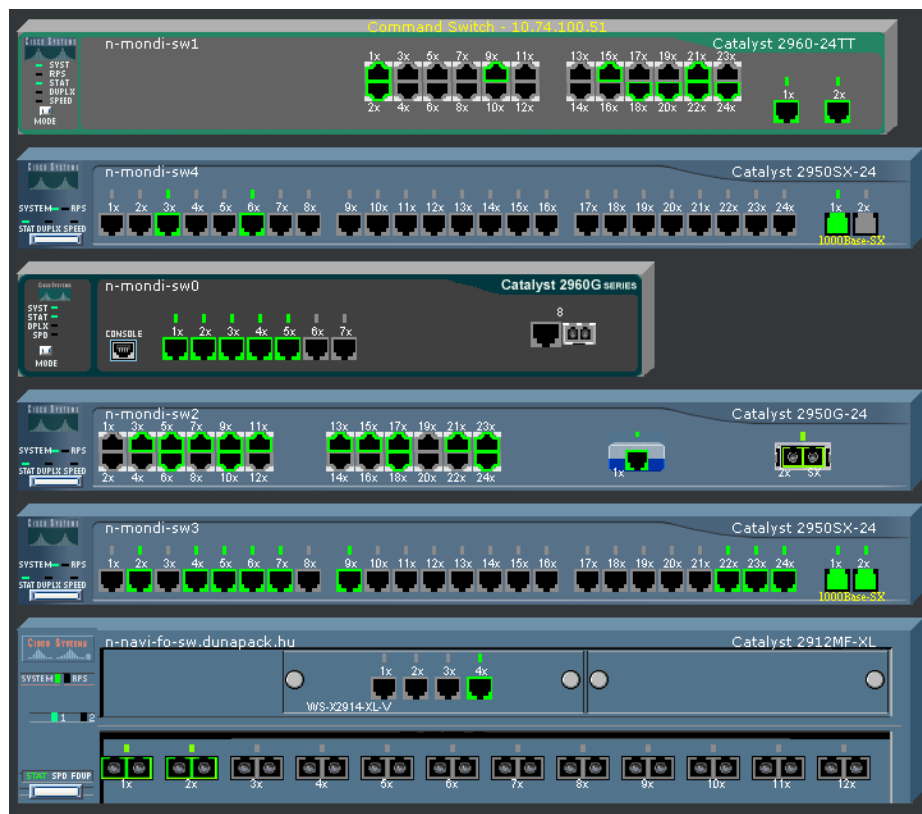 Command Switch - 10.74.100.51
CISCO SYSTEMS
n-mondi-sw1
Catalyst 2960-24TT
SYST
RPS
STAT
DUPLX
SPEED
MODE
1x 3x 5x 7x 9x 11x 13x 15x 17x 19x 21x 23x
1x 2x
2x 4x 6x 8x 10x 12x 14x 16x 18x 20x 22x 24x
CISCO SYSTEMS
n-mondi-sw4
Catalyst 2950SX-24
SYSTEM RPS
1x 2x 3x 4x 5x 6x 7x 8x 9x 10x 11x 12x 13x 14x 15x 16x 17x 18x 19x 20x 21x 22x 23x 24x 1x 2x
STAT DUPLX SPEED
1000Base-SX
Cisco Systems
n-mondi-sw0
Catalyst 2960G SERIES
SYST
STAT
DPLX
SPD
MODE
CONSOLE
1x 2x 3x 4x 5x 6x 7x
8
CISCO SYSTEMS
n-mondi-sw2
Catalyst 2950G-24
1x 3x 5x 7x 9x 11x 13x 15x 17x 19x 21x 23x
SYSTEM RPS
STAT DUPLX SPEED
2x 4x 6x 8x 10x 12x 14x 16x 18x 20x 22x 24x
1x
2x SX
CISCO SYSTEMS
n-mondi-sw3
Catalyst 2950SX-24
SYSTEM RPS
1x 2x 3x 4x 5x 6x 7x 8x 9x 10x 11x 12x 13x 14x 15x 16x 17x 18x 19x 20x 21x 22x 23x 24x 1x 2x
STAT DUPLX SPEED
1000Base-SX
CISCO SYSTEMS
n-navi-fo-sw.dunapack.hu
Catalyst 2912MF-XL
SYSTEM RPS
1x 2x 3x 4x
WS-X2914-XL-V
1 2
STAT SPD FDUP
1x 2x 3x 4x 5x 6x 7x 8x 9x 10x 11x 12x